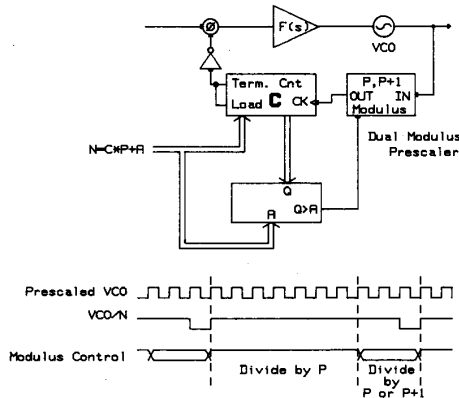 Ø
F(s)
VCO
Term. Cnt
Load C CK
P,P+1
OUT IN
Modulus
Dual Modulus
Prescaler
N=C*P+A
Q
A
Q>A
Prescaled VCO
VCO/N
Modulus Control
Divide by P
Divide
by
P or P+1